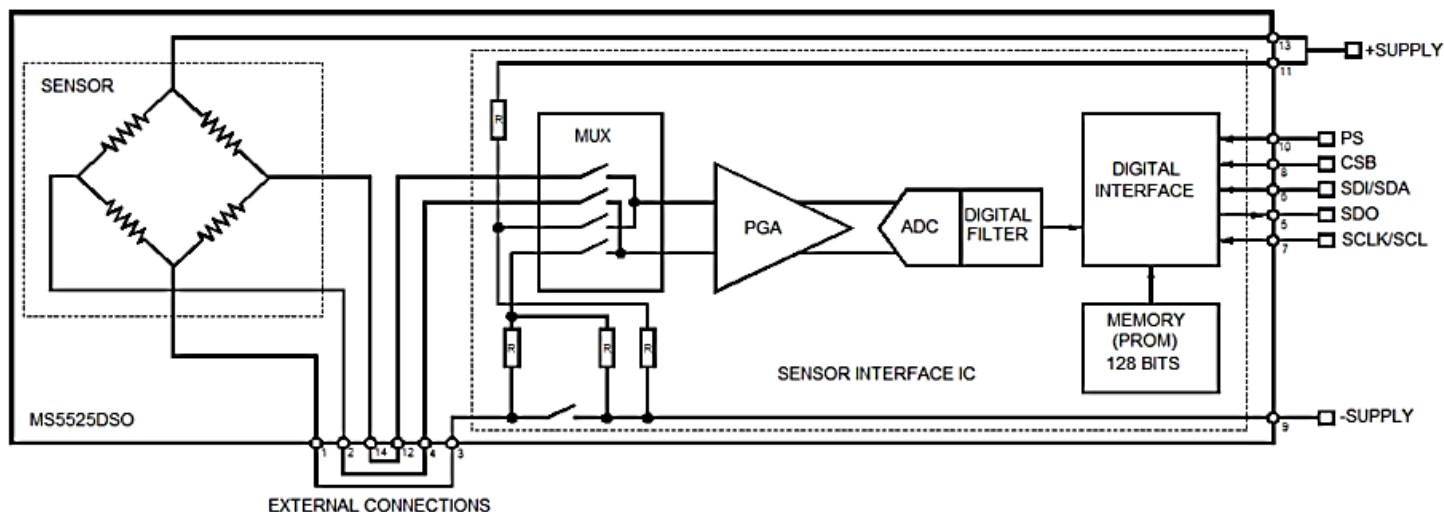 13
+SUPPLY
11
SENSOR
R
MUX
PS
10
CSB
8
DIGITAL
INTERFACE
SDI/SDA
6
PGA
ADC
DIGITAL
FILTER
SDO
5
SCLK/SCL
7
R
R
R
MEMORY
(PROM)
128 BITS
SENSOR INTERFACE IC
MS5525DSO
-SUPPLY
9
1
2
14
12
4
3
EXTERNAL CONNECTIONS